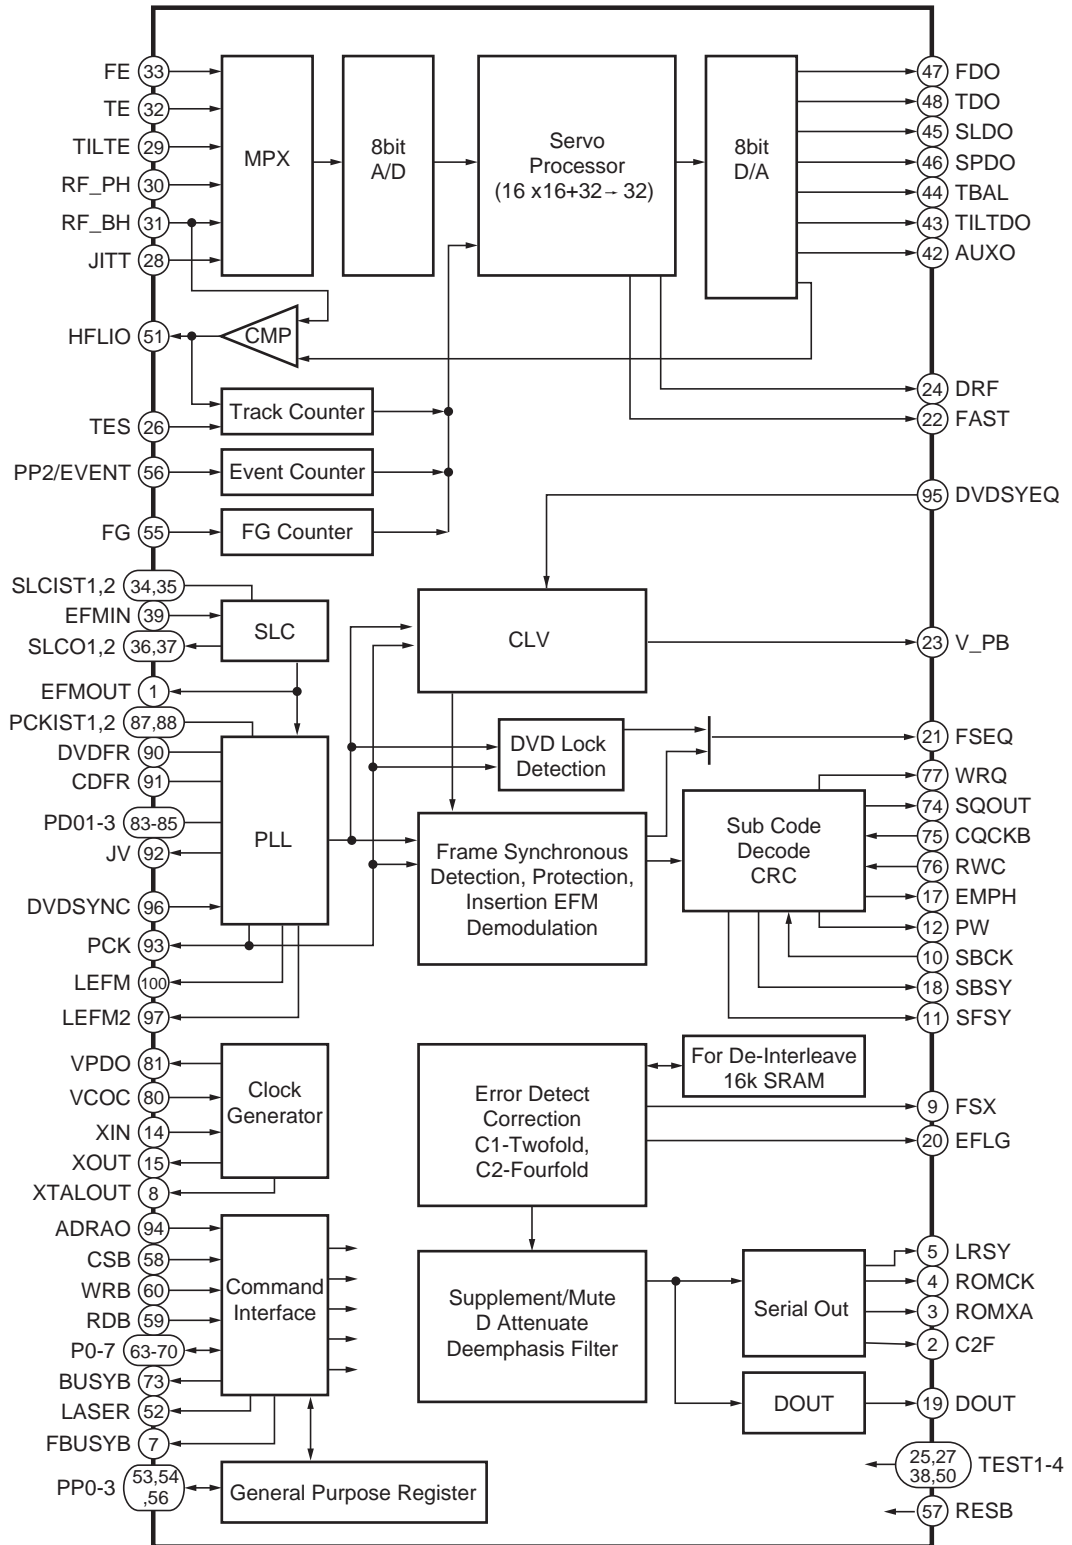 FE 33
TE 32
TILTE 29
RF_PH 30
RF_BH 31
JITT 28
HFLIO 51
TES 26
PP2/EVENT 56
FG 55
SLCIST1,2 34,35
EFMIN 39
SLCO1,2 36,37
EFMOUT 1
PCKIST1,2 87,88
DVDFR 90
CDFR 91
PD01-3 83-85
JV 92
DVDSYNC 96
PCK 93
LEFM 100
LEFM2 97
VPDO 81
VCOC 80
XIN 14
XOUT 15
XTALOUT 8
ADRAO 94
CSB 58
WRB 60
RDB 59
P0-7 63-70
BUSYB 73
LASER 52
FBUSYB 7
PP0-3 53,54
,56
MPX
8bit
A/D
Servo
Processor
(16 x16+32→ 32)
8bit
D/A
CMP
Track Counter
Event Counter
FG Counter
SLC
CLV
DVD Lock
Detection
PLL
Frame Synchronous
Detection, Protection,
Insertion EFM
Demodulation
Sub Code
Decode
CRC
Clock
Generator
Error Detect
Correction
C1-Twofold,
C2-Fourfold
For De-Interleave
16k SRAM
Command
Interface
Supplement/Mute
D Attenuate
Deemphasis Filter
Serial Out
DOUT
General Purpose Register
47 FDO
48 TDO
45 SLDO
46 SPDO
44 TBAL
43 TILTDO
42 AUXO
24 DRF
22 FAST
95 DVDSYEQ
23 V_PB
21 FSEQ
77 WRQ
74 SQOUT
75 CQCKB
76 RWC
17 EMPH
12 PW
10 SBCK
18 SBSY
11 SFSY
9 FSX
20 EFLG
5 LRSY
4 ROMCK
3 ROMXA
2 C2F
19 DOUT
25,27
38,50 TEST1-4
57 RESB